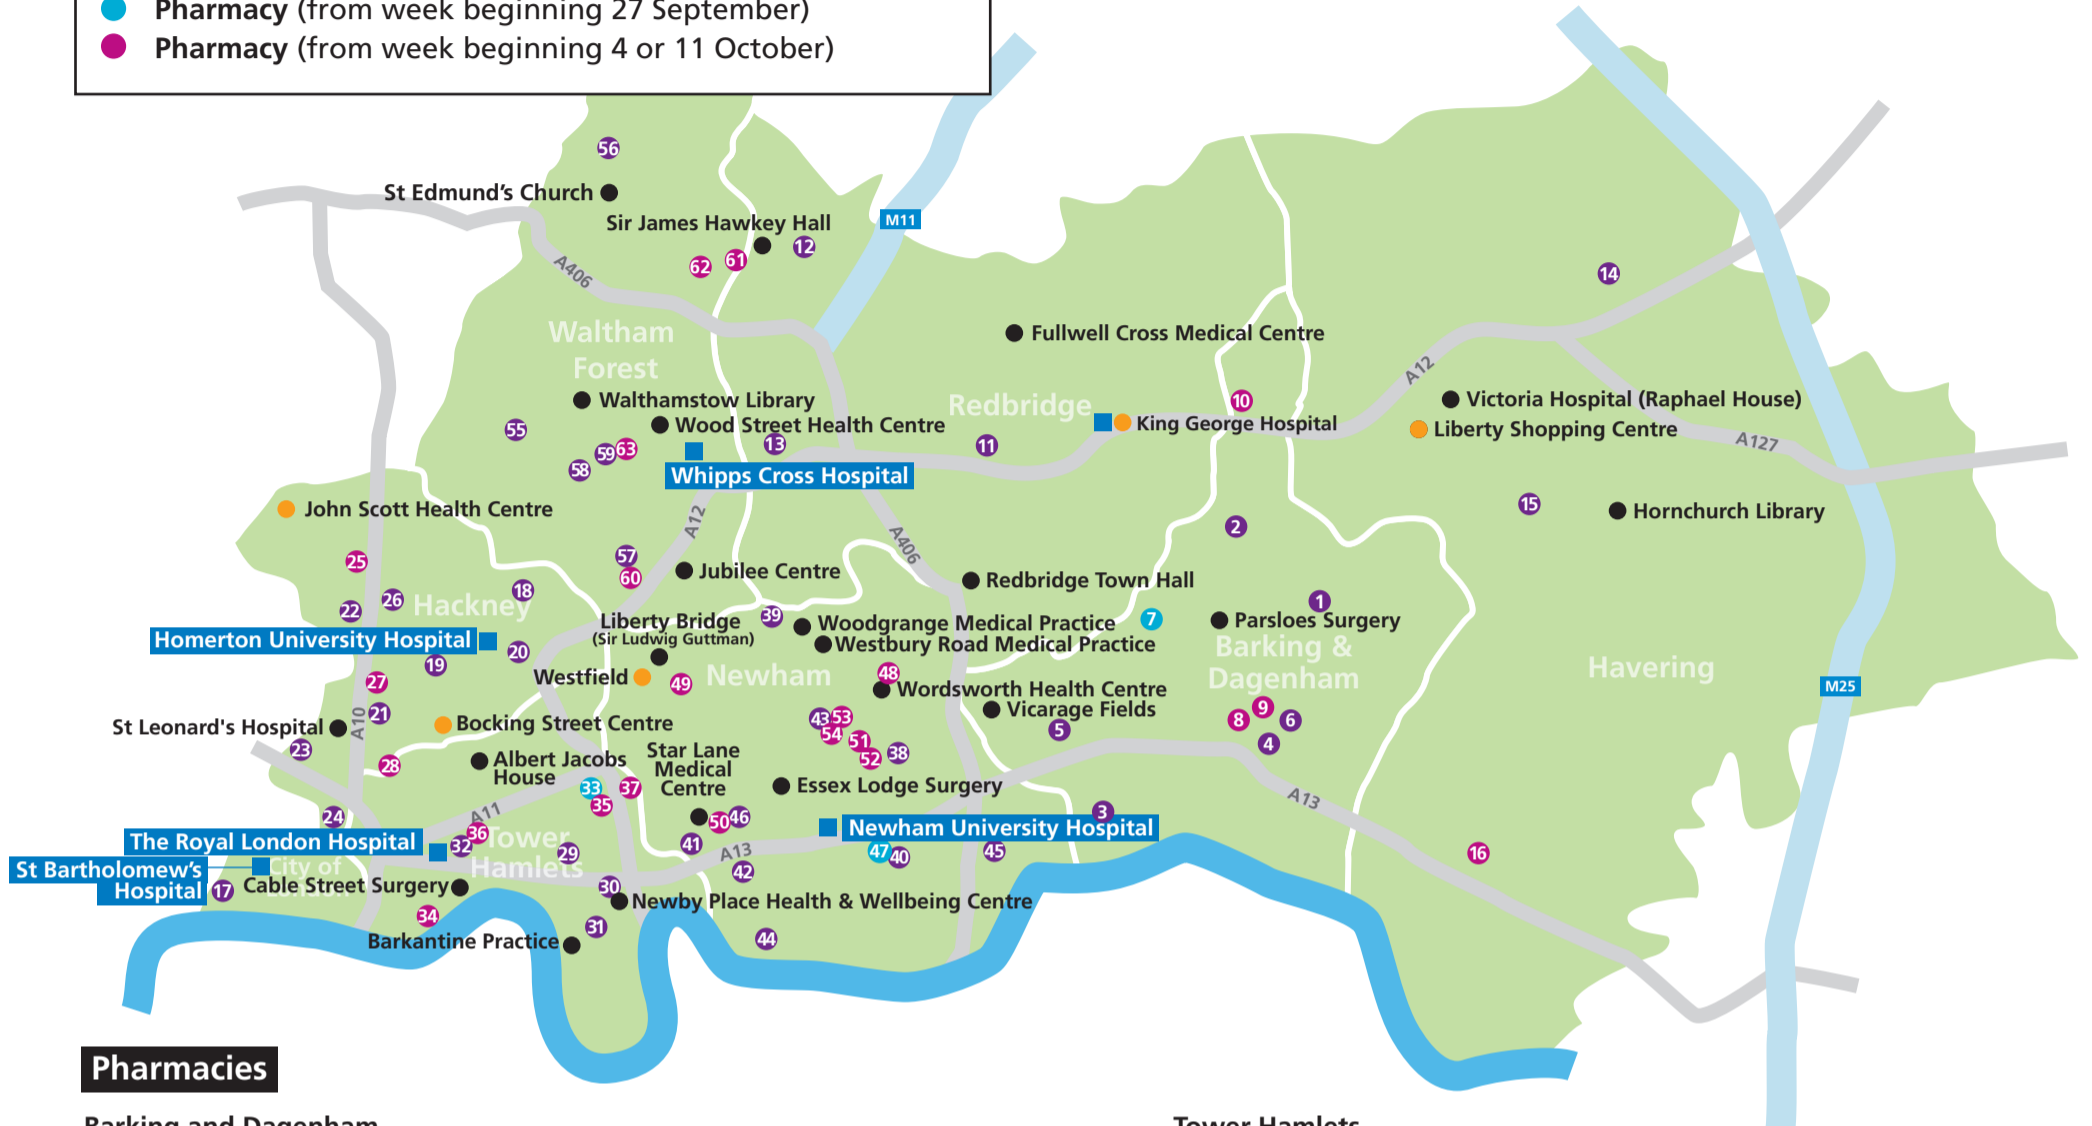 Pharmacy (from week beginning 27 September)
Pharmacy (from week beginning 4 or 11 October)
56
St Edmund's Church
Sir James Hawkey Hall
M11
12
61
62
A406
14
Waltham
Forest
Fullwell Cross Medical Centre
A12
Walthamstow Library
Redbridge
10
Victoria Hospital (Raphael House)
Wood Street Health Centre
King George Hospital
Liberty Shopping Centre
A127
55
13
11
59
63
58
Whipps Cross Hospital
John Scott Health Centre
A12
15
Hornchurch Library
2
A406
25
57
60
Jubilee Centre
Redbridge Town Hall
18
26
22
Hackney
1
Liberty Bridge
(Sir Ludwig Guttman)
39
Woodgrange Medical Practice
7
Parsloes Surgery
Homerton University Hospital
Westbury Road Medical Practice
Barking &
Dagenham
20
19
Havering
27
Westfield
49
Newham
48
Wordsworth Health Centre
M25
21
A10
St Leonard's Hospital
Bocking Street Centre
43
53
54
51
52
38
Vicarage Fields
5
9
8
6
4
23
28
Albert Jacobs
House
Star Lane
Medical
Centre
33
37
35
Essex Lodge Surgery
A13
24
A11
50
46
3
The Royal London Hospital
36
32
Tower
Hamlets
29
41
A13
Newham University Hospital
47
40
45
16
St Bartholomew's
Hospital
City of
London
17
Cable Street Surgery
30
42
Newby Place Health & Wellbeing Centre
34
31
44
Barkantine Practice
Pharmacies
Barking and Dagenham
Tower Hamlets